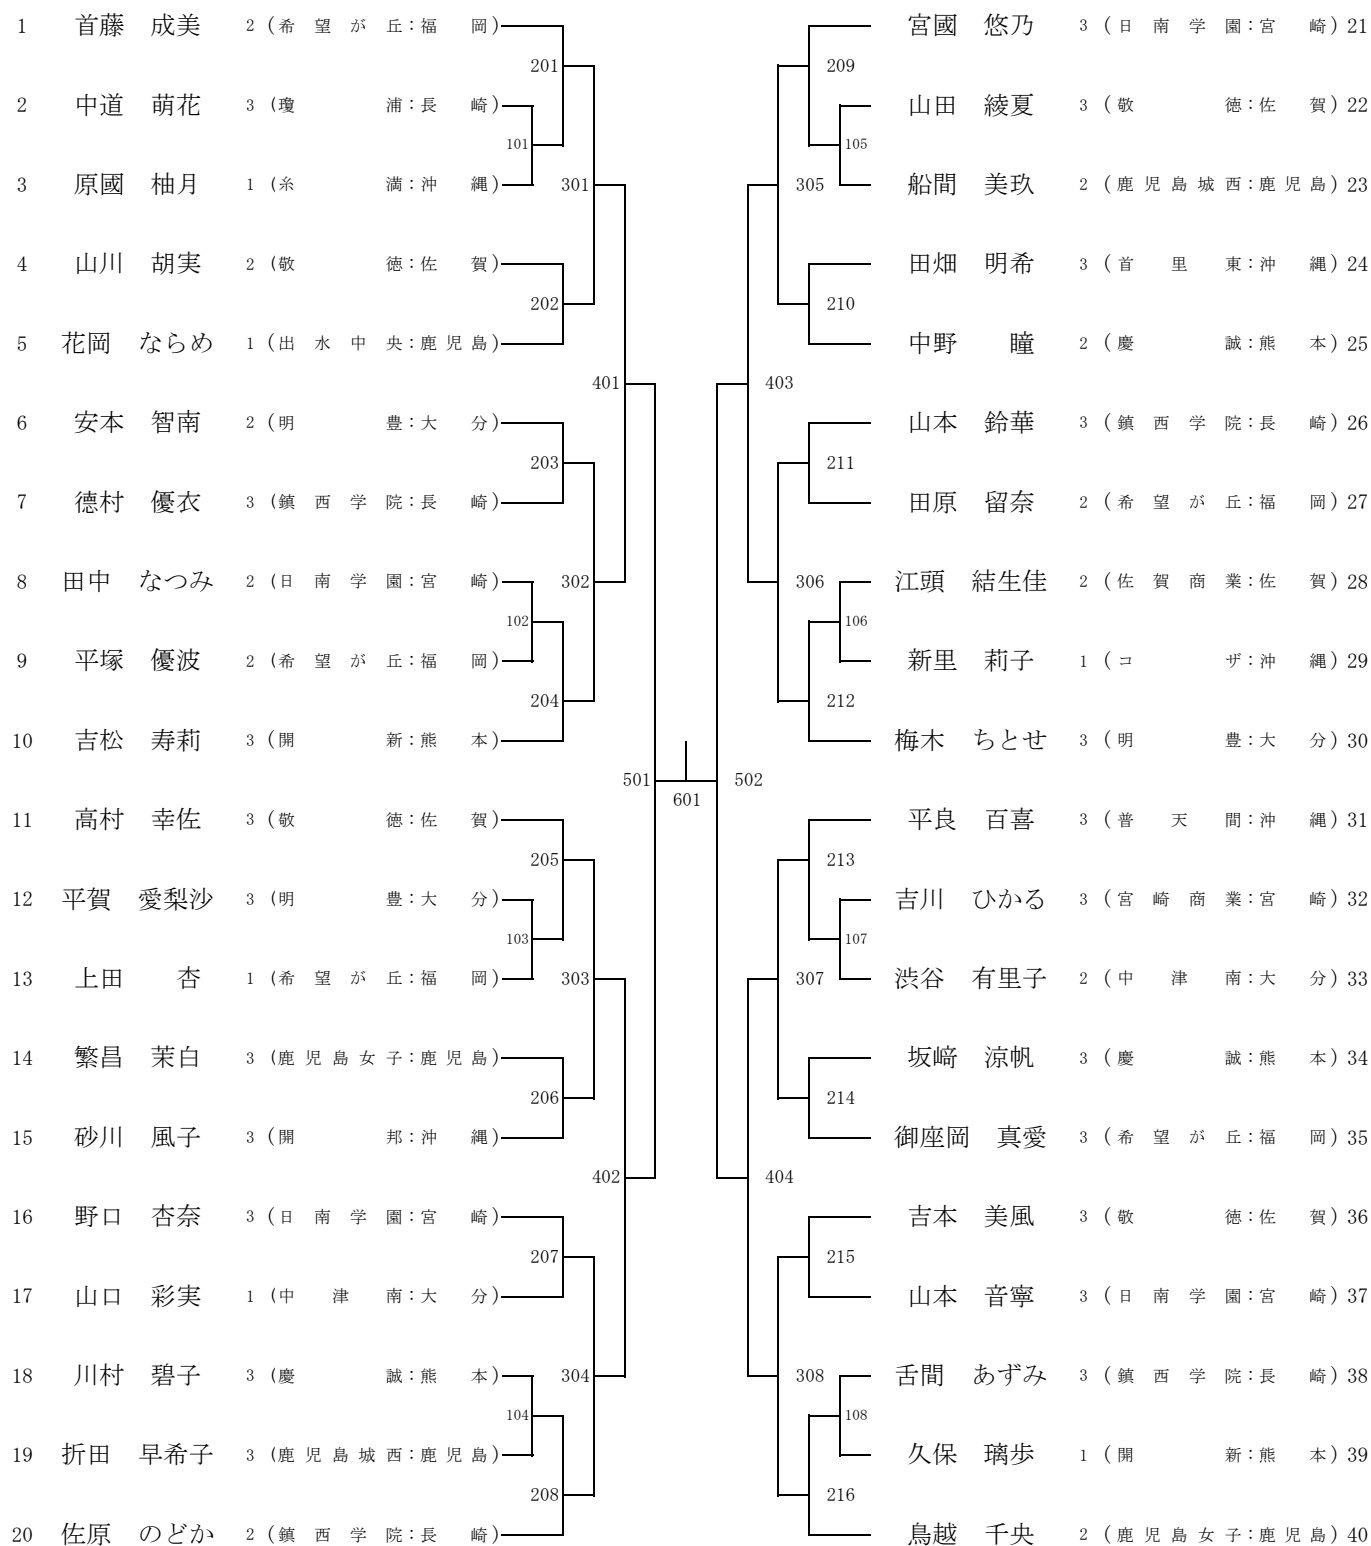 1 首藤 成美 2 (希望が丘:福岡)
201
2 中道 萌花 3 (瓊浦:長崎)
101
3 原國 柚月 1 (糸満:沖縄)
301
4 山川 胡実 2 (敬徳:佐賀)
202
5 花岡 ならめ 1 (出水中央:鹿児島)
401
6 安本 智南 2 (明豊:大分)
203
7 德村 優衣 3 (鎮西学院:長崎)
8 田中 なつみ 2 (日南学園:宮崎)
302
102
9 平塚 優波 2 (希望が丘:福岡)
204
10 吉松 寿莉 3 (開新:熊本)
501
601
11 高村 幸佐 3 (敬徳:佐賀)
205
12 平賀 愛梨沙 3 (明豊:大分)
103
13 上田 杏 1 (希望が丘:福岡)
303
14 繁昌 茉白 3 (鹿児島女子:鹿児島)
206
15 砂川 風子 3 (開邦:沖縄)
402
16 野口 杏奈 3 (日南学園:宮崎)
207
17 山口 彩実 1 (中津南:大分)
18 川村 碧子 3 (慶誠:熊本)
304
104
19 折田 早希子 3 (鹿児島城西:鹿児島)
208
20 佐原 のどか 2 (鎮西学院:長崎)
宮國 悠乃 3 (日南学園:宮崎) 21
209
山田 綾夏 3 (敬徳:佐賀) 22
105
船間 美玖 2 (鹿児島城西:鹿児島) 23
305
田畑 明希 3 (首里東:沖縄) 24
210
中野 瞳 2 (慶誠:熊本) 25
403
山本 鈴華 3 (鎮西学院:長崎) 26
211
田原 留奈 2 (希望が丘:福岡) 27
江頭 結生佳 2 (佐賀商業:佐賀) 28
306
106
新里 莉子 1 (コザ:沖縄) 29
212
梅木 ちとせ 3 (明豊:大分) 30
502
平良 百喜 3 (普天間:沖縄) 31
213
吉川 ひかる 3 (宮崎商業:宮崎) 32
107
渋谷 有里子 2 (中津南:大分) 33
307
坂﨑 涼帆 3 (慶誠:熊本) 34
214
御座岡 真愛 3 (希望が丘:福岡) 35
404
吉本 美風 3 (敬徳:佐賀) 36
215
山本 音寧 3 (日南学園:宮崎) 37
舌間 あずみ 3 (鎮西学院:長崎) 38
308
108
久保 璃歩 1 (開新:熊本) 39
216
鳥越 千央 2 (鹿児島女子:鹿児島) 40